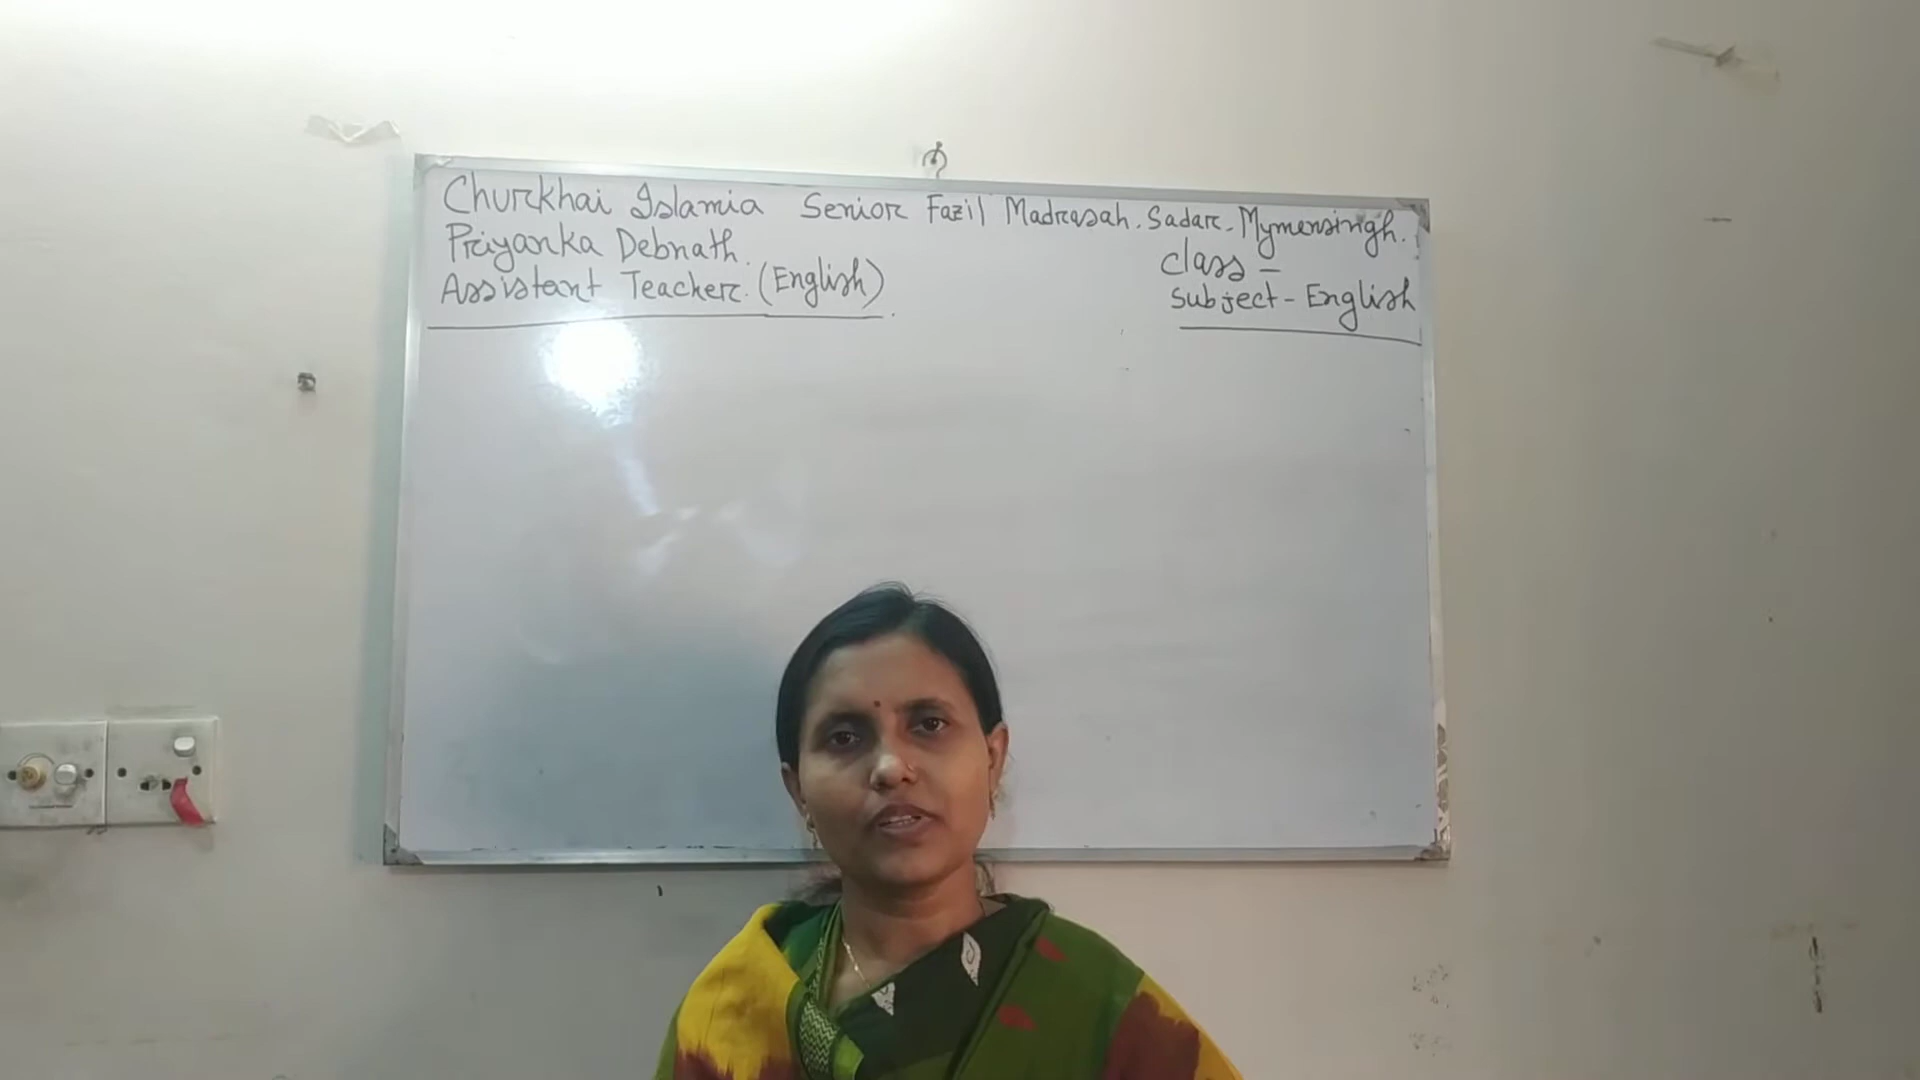 Churkhai Islamia Senior Fazil Madrasah. Sadar. Mymensingh.
Priyanka Debnath.
Assistant Teacher. (English).
Class -
Subject - English